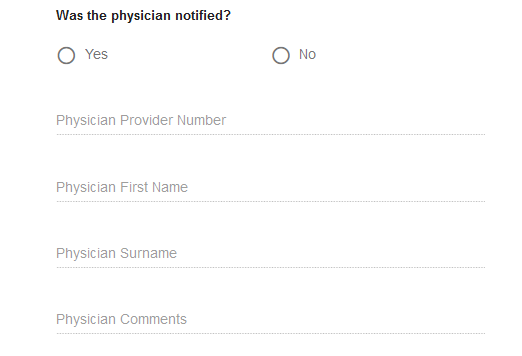 Was the physician notified?
Yes No
Physician Provider Number
Physician First Name
Physician Surname
Physician Comments